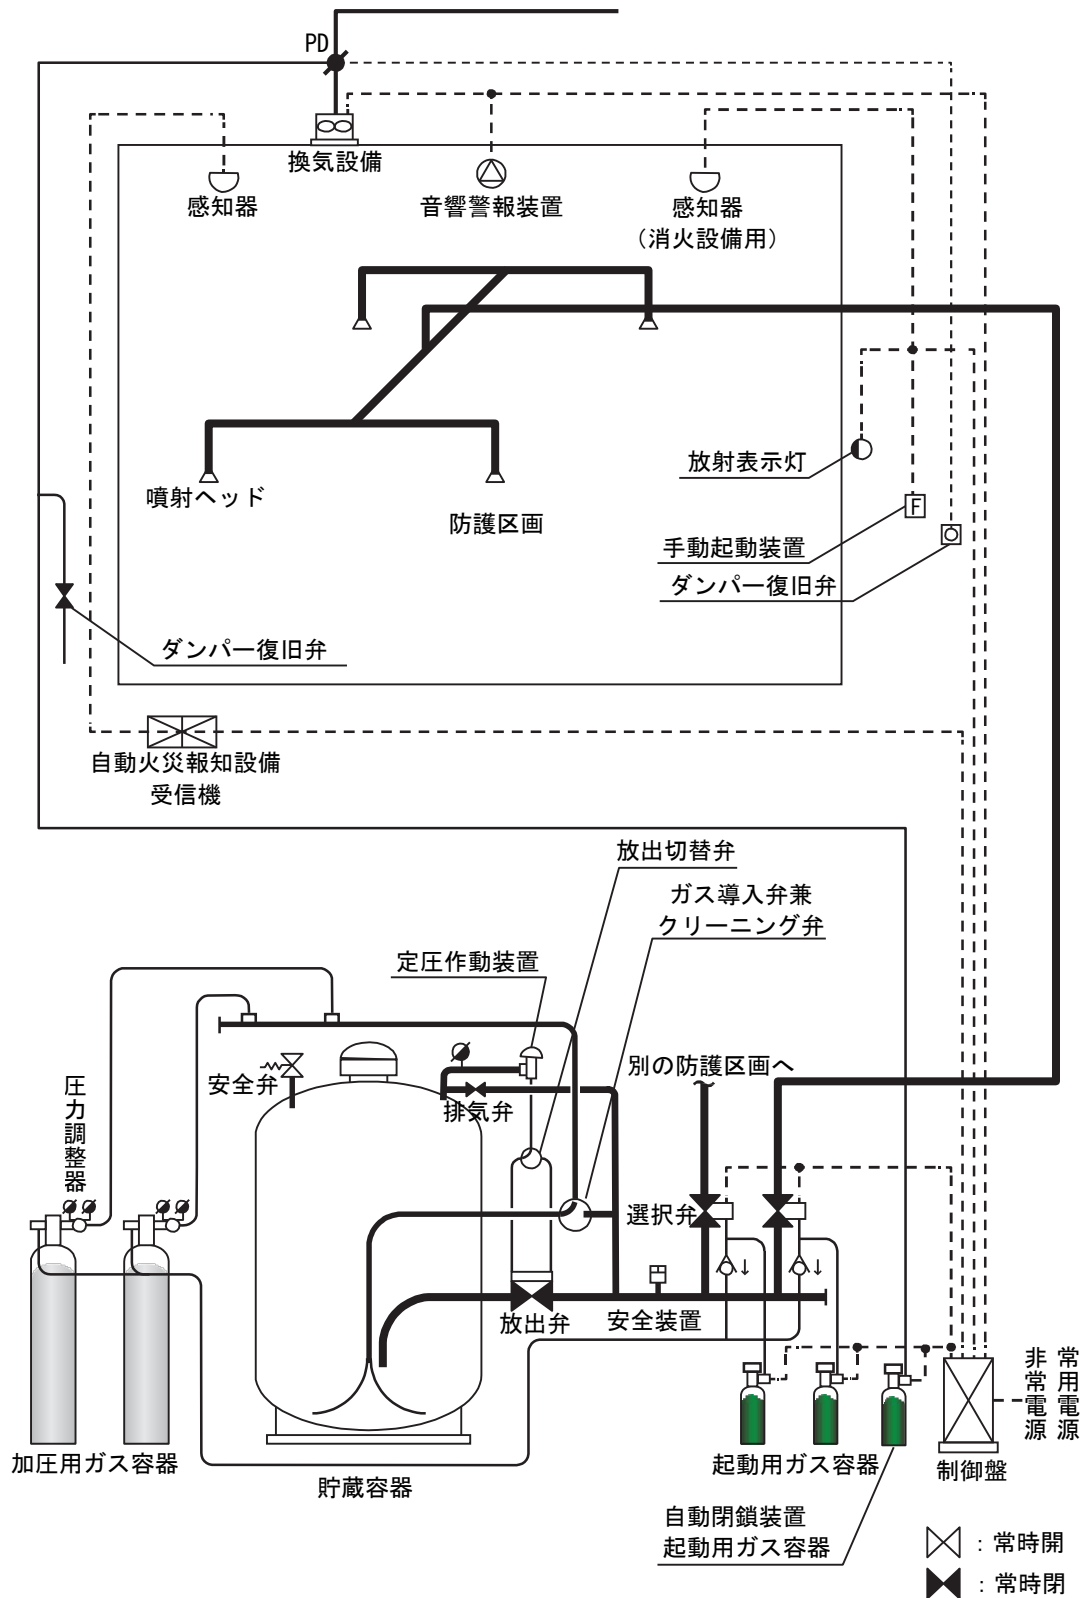 PD
換気設備
感知器
音響警報装置
感知器
（消火設備用）
放射表示灯
噴射ヘッド
F
防護区画
手動起動装置
ダンパー復旧弁
ダンパー復旧弁
自動火災報知設備
受信機
放出切替弁
ガス導入弁兼
クリーニング弁
定圧作動装置
別の防護区画へ
安全弁
圧力調整器
排気弁
選択弁
放出弁
安全装置
常用電源
非常電源
加圧用ガス容器
起動用ガス容器
制御盤
貯蔵容器
自動閉鎖装置
起動用ガス容器
：常時開
：常時閉